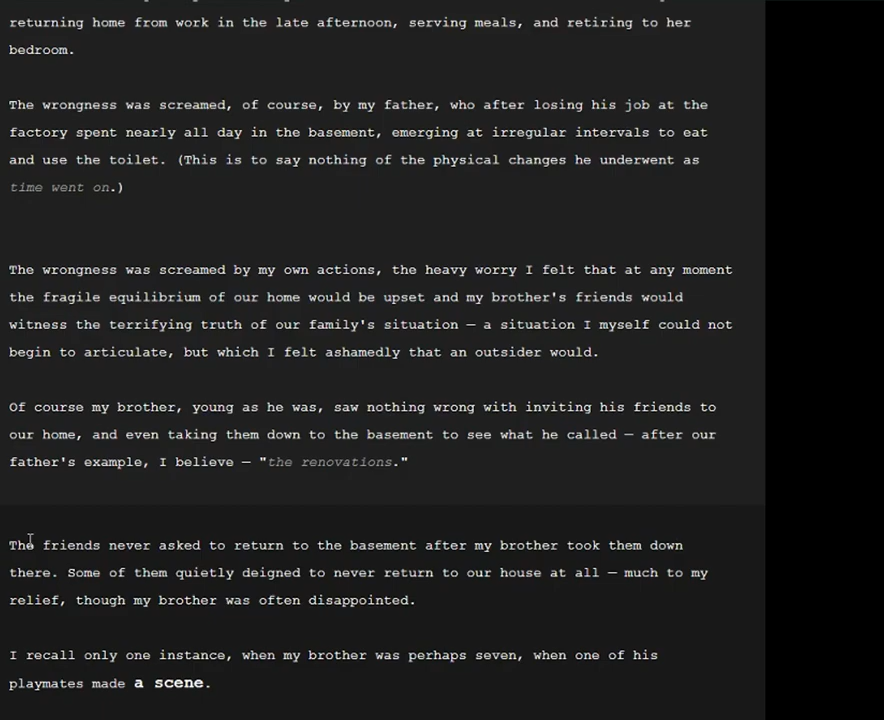 returning home from work in the late afternoon, serving meals, and retiring to her
bedroom.
The wrongness was screamed, of course, by my father, who after losing his job at the
factory spent nearly all day in the basement, emerging at irregular intervals to eat
and use the toilet. (This is to say nothing of the physical changes he underwent as
time went on.)
The wrongness was screamed by my own actions, the heavy worry I felt that at any moment
the fragile equilibrium of our home would be upset and my brother's friends would
witness the terrifying truth of our family's situation — a situation I myself could not
begin to articulate, but which I felt ashamedly that an outsider would.
Of course my brother, young as he was, saw nothing wrong with inviting his friends to
our home, and even taking them down to the basement to see what he called — after our
father's example, I believe — "the renovations."
The friends never asked to return to the basement after my brother took them down
there. Some of them quietly deigned to never return to our house at all — much to my
relief, though my brother was often disappointed.
I recall only one instance, when my brother was perhaps seven, when one of his
playmates made a scene.